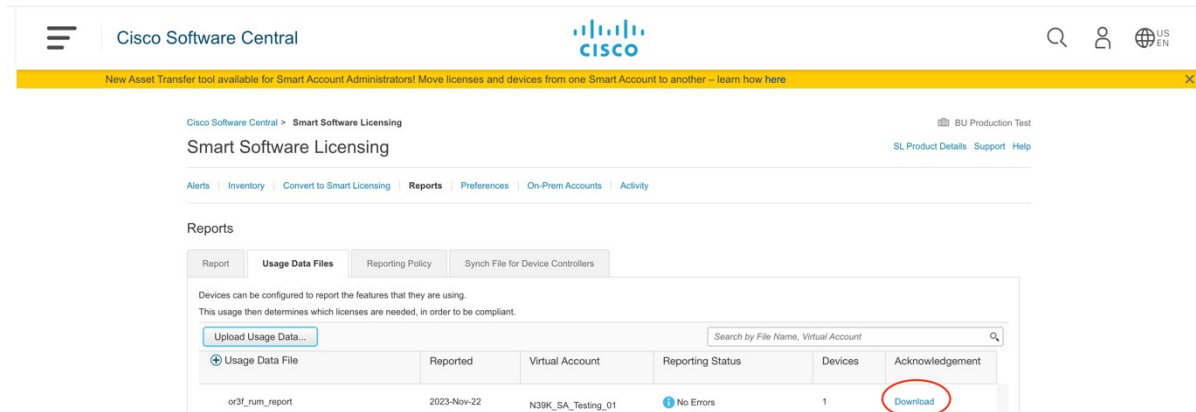 Cisco Software Central
CISCO
US
EN
New Asset Transfer tool available for Smart Account Administrators! Move licenses and devices from one Smart Account to another – learn how here
Cisco Software Central > Smart Software Licensing
BU Production Test
Smart Software Licensing
SL Product Details Support Help
Alerts | Inventory | Convert to Smart Licensing | Reports | Preferences | On-Prem Accounts | Activity
Reports
Report Usage Data Files Reporting Policy Synch File for Device Controllers
Devices can be configured to report the features that they are using.
This usage then determines which licenses are needed, in order to be compliant.
Upload Usage Data... Search by File Name, Virtual Account
Usage Data File Reported Virtual Account Reporting Status Devices Acknowledgement
or3f_rum_report 2023-Nov-22 N39K_SA_Testing_01 No Errors 1 Download